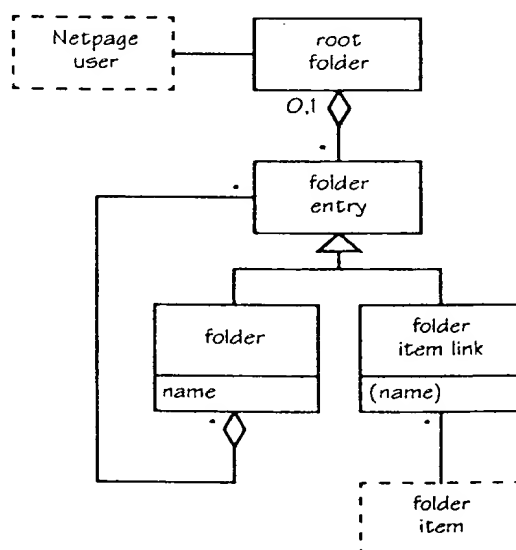 Netpage
user
root
folder
0,1
*
*
folder
entry
folder
folder
item link
name
(name)
*
*
folder
item